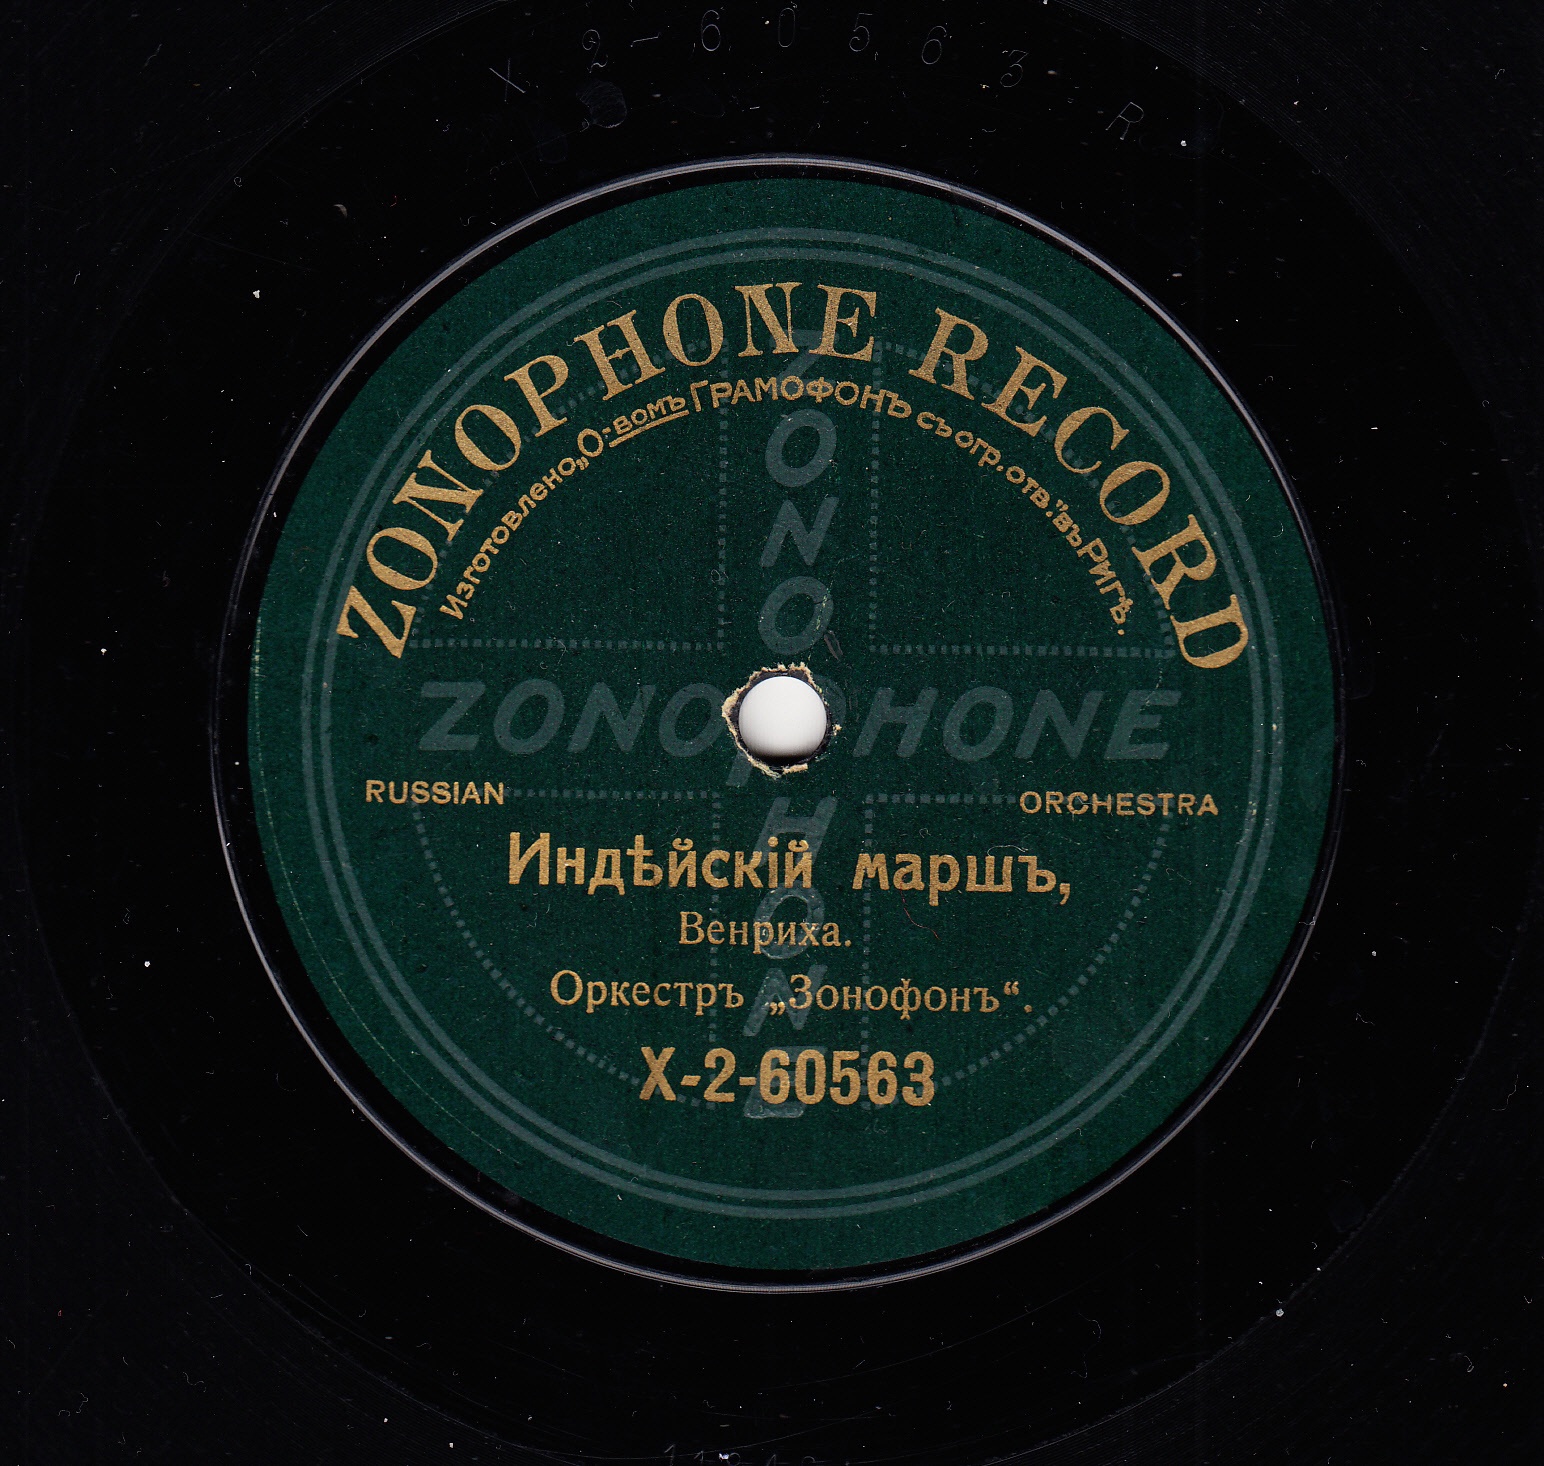 X 2-60563 R
ZONOPHONE RECORD
Изготовлено „О-вомъ Грамофонъ съ огр. отв.“ въ Ригѣ.
ZONOPHONE
ZONOPHONE
RUSSIAN ORCHESTRA
Индѣйскій маршъ,
Венриха.
Оркестръ „Зонофонъ“.
X-2-60563